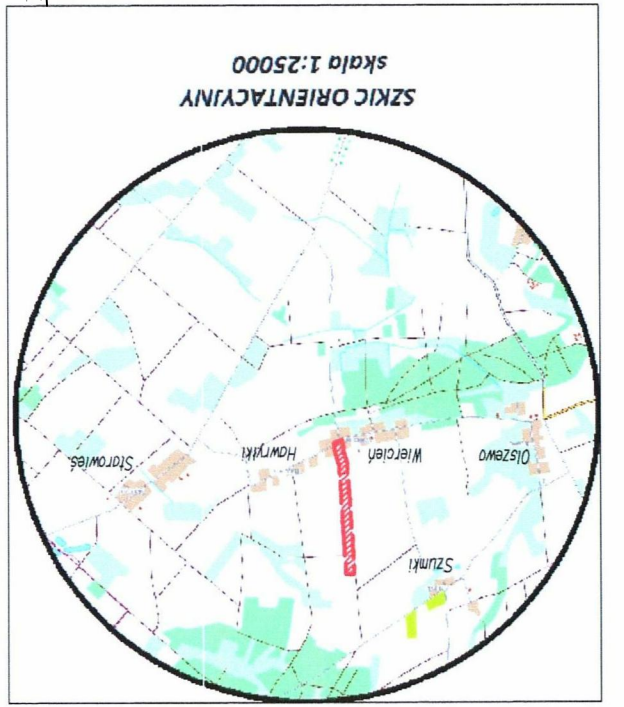 SZKIC ORIENTACYJNY
skala 1:25000
Szumki
Olszewo
Wiercień
Hawryłki
Starowieś